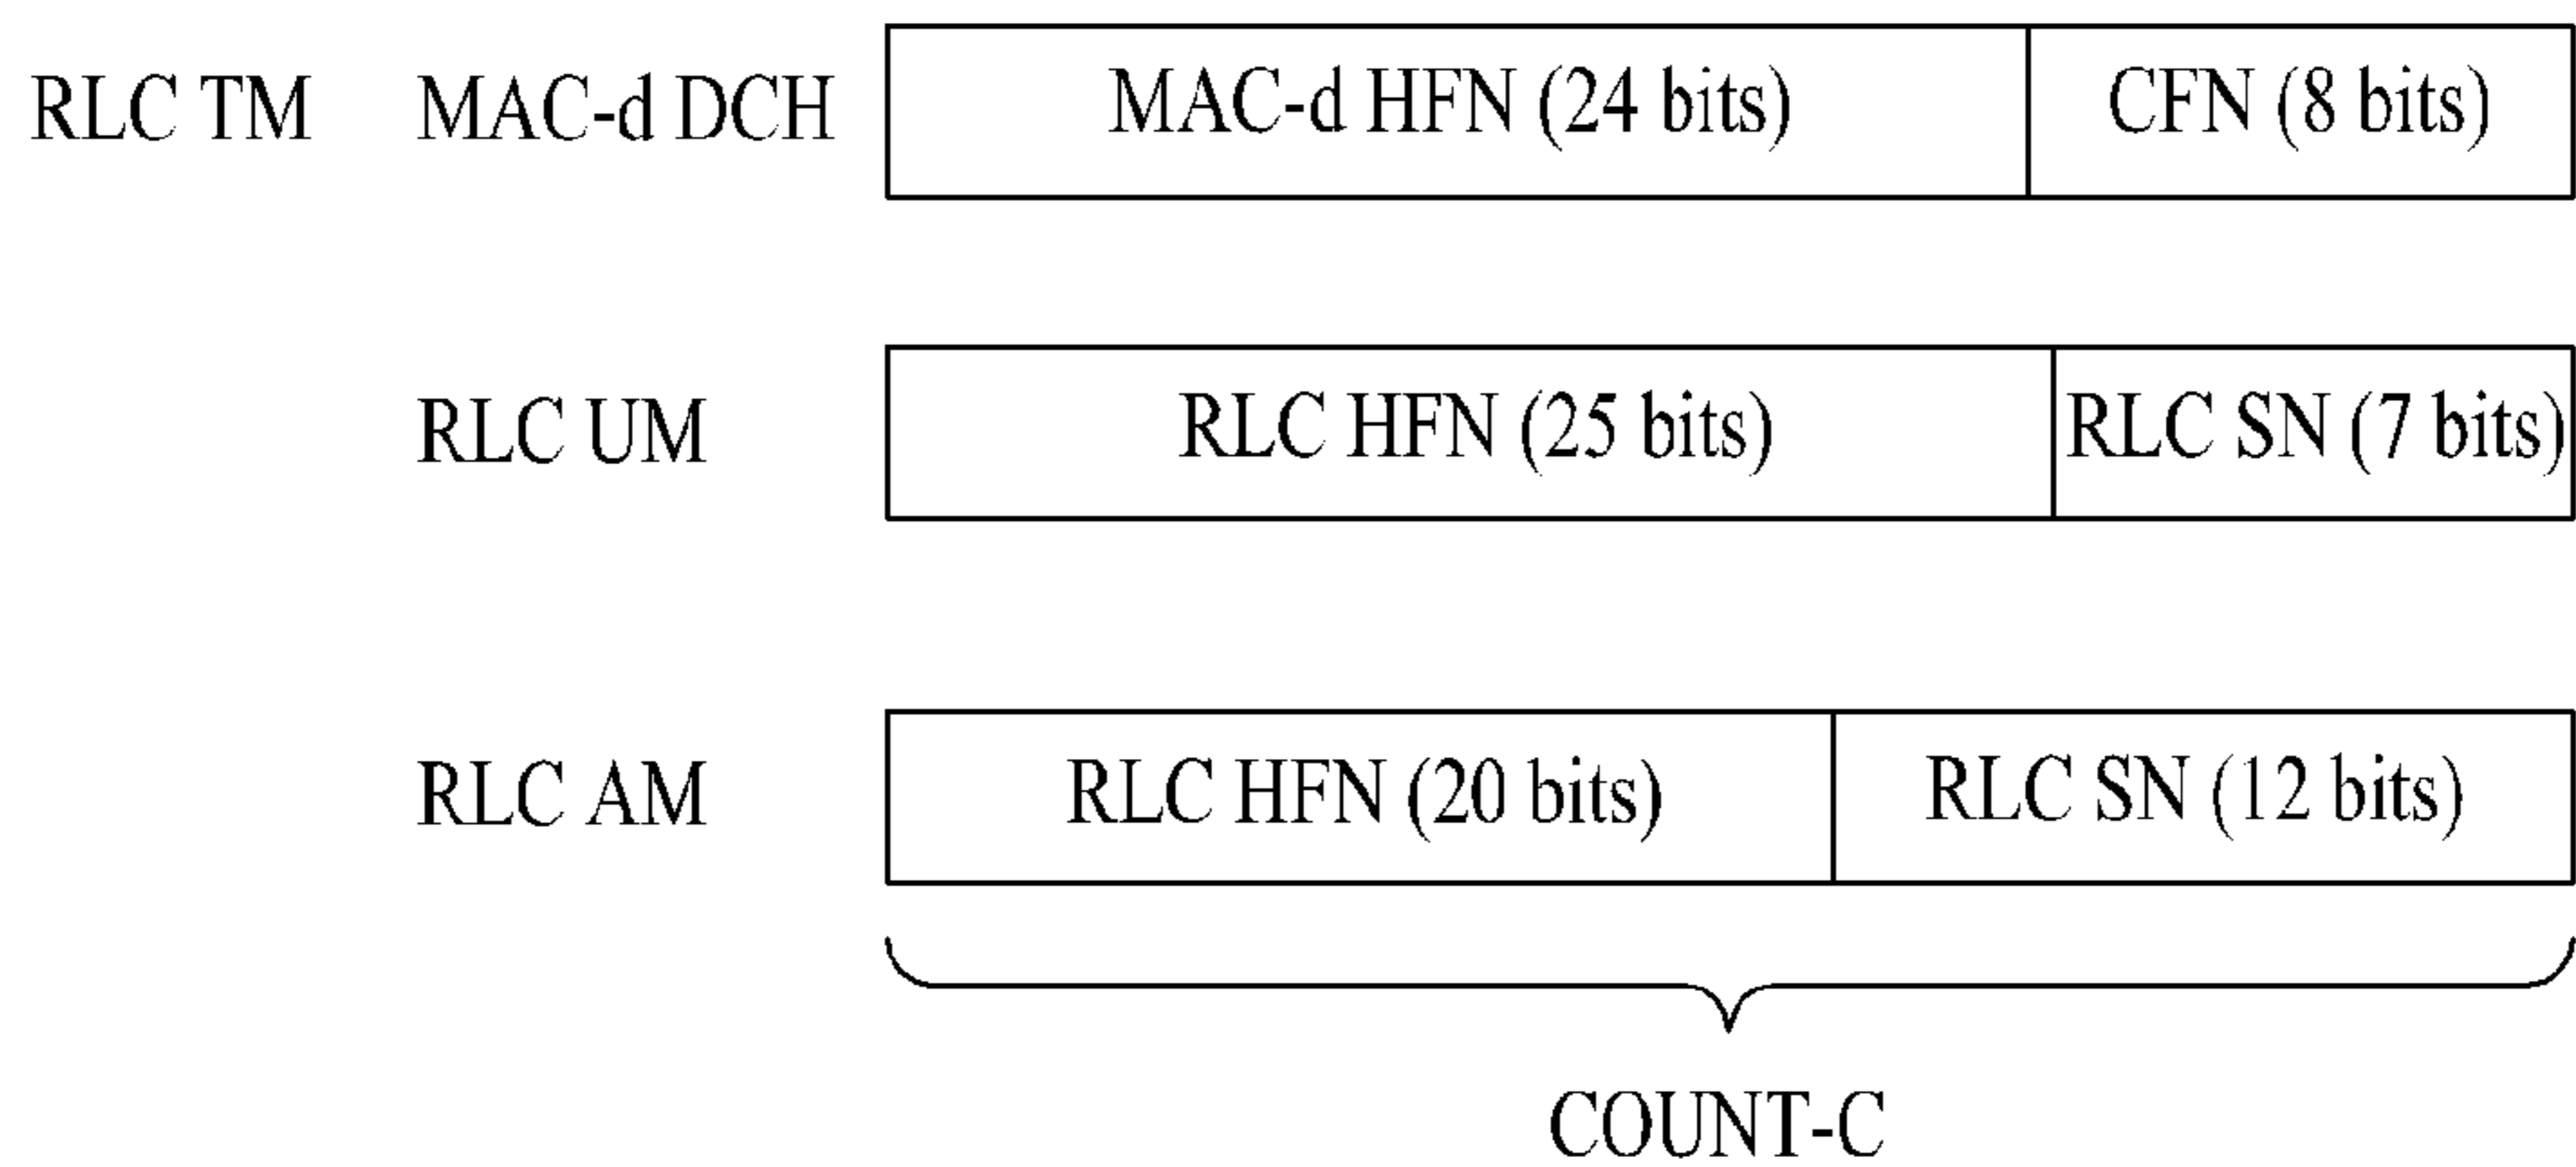 RLC TM MAC-d DCH MAC-d HFN (24 bits) CFN (8 bits)
RLC UM RLC HFN (25 bits) RLC SN (7 bits)
RLC AM RLC HFN (20 bits) RLC SN (12 bits)
COUNT-C